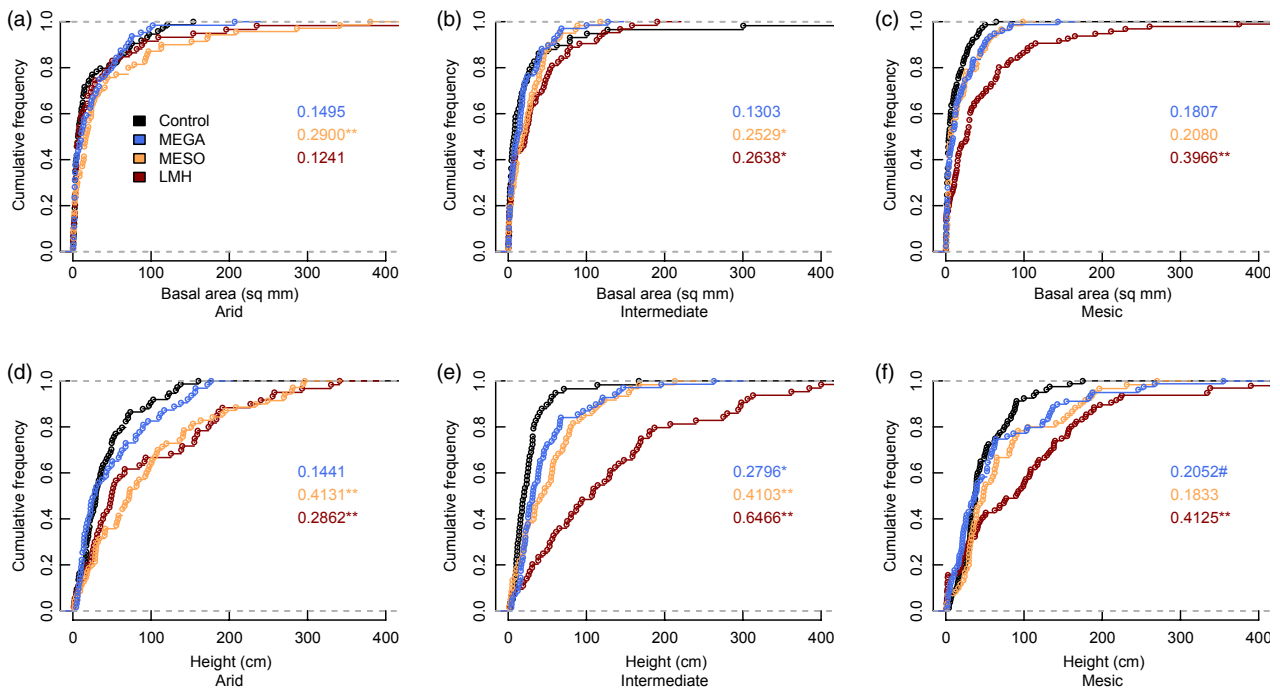 (a)
Cumulative frequency
1.0
0.8
0.6
0.4
0.2
0.0
Control
MEGA
MESO
LMH
0.1495
0.2900**
0.1241
0 100 200 300 400
Basal area (sq mm)
Arid
(b)
Cumulative frequency
1.0
0.8
0.6
0.4
0.2
0.0
0.1303
0.2529*
0.2638*
0 100 200 300 400
Basal area (sq mm)
Intermediate
(c)
Cumulative frequency
1.0
0.8
0.6
0.4
0.2
0.0
0.1807
0.2080
0.3966**
0 100 200 300 400
Basal area (sq mm)
Mesic
(d)
Cumulative frequency
1.0
0.8
0.6
0.4
0.2
0.0
0.1441
0.4131**
0.2862**
0 100 200 300 400
Height (cm)
Arid
(e)
Cumulative frequency
1.0
0.8
0.6
0.4
0.2
0.0
0.2796*
0.4103**
0.6466**
0 100 200 300 400
Height (cm)
Intermediate
(f)
Cumulative frequency
1.0
0.8
0.6
0.4
0.2
0.0
0.2052#
0.1833
0.4125**
0 100 200 300 400
Height (cm)
Mesic